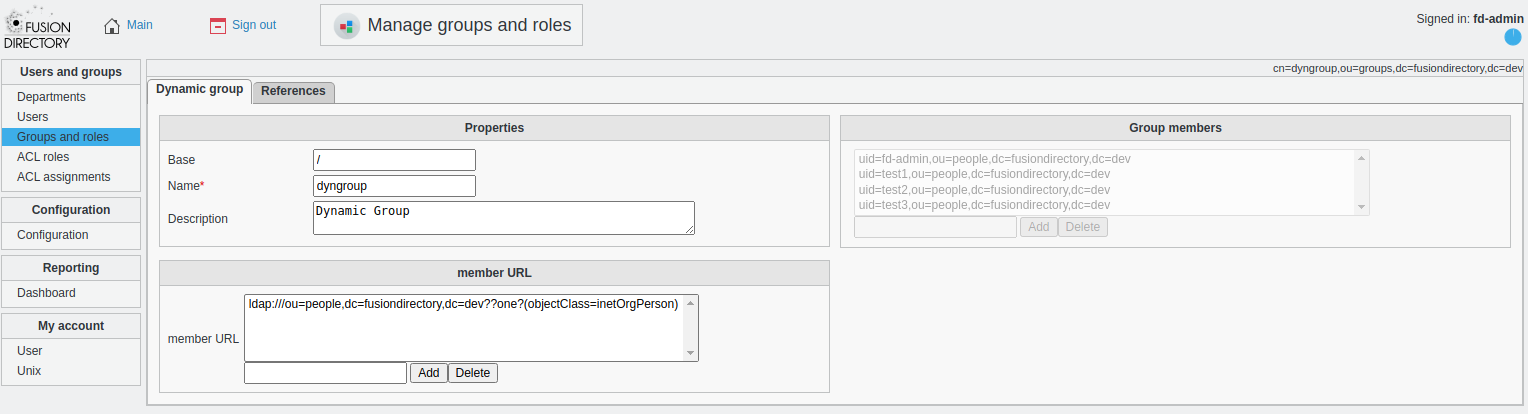 FUSION
DIRECTORY
Main
Sign out
Manage groups and roles
Signed in: fd-admin
Users and groups
Departments
Users
Groups and roles
ACL roles
ACL assignments
Configuration
Configuration
Reporting
Dashboard
My account
User
Unix
cn=dyngroup,ou=groups,dc=fusiondirectory,dc=dev
Dynamic group
References
Properties
Base
/
Name*
dyngroup
Description
Dynamic Group
Group members
uid=fd-admin,ou=people,dc=fusiondirectory,dc=dev
uid=test1,ou=people,dc=fusiondirectory,dc=dev
uid=test2,ou=people,dc=fusiondirectory,dc=dev
uid=test3,ou=people,dc=fusiondirectory,dc=dev
Add
Delete
member URL
member URL
ldap:///ou=people,dc=fusiondirectory,dc=dev??one?(objectClass=inetOrgPerson)
Add
Delete